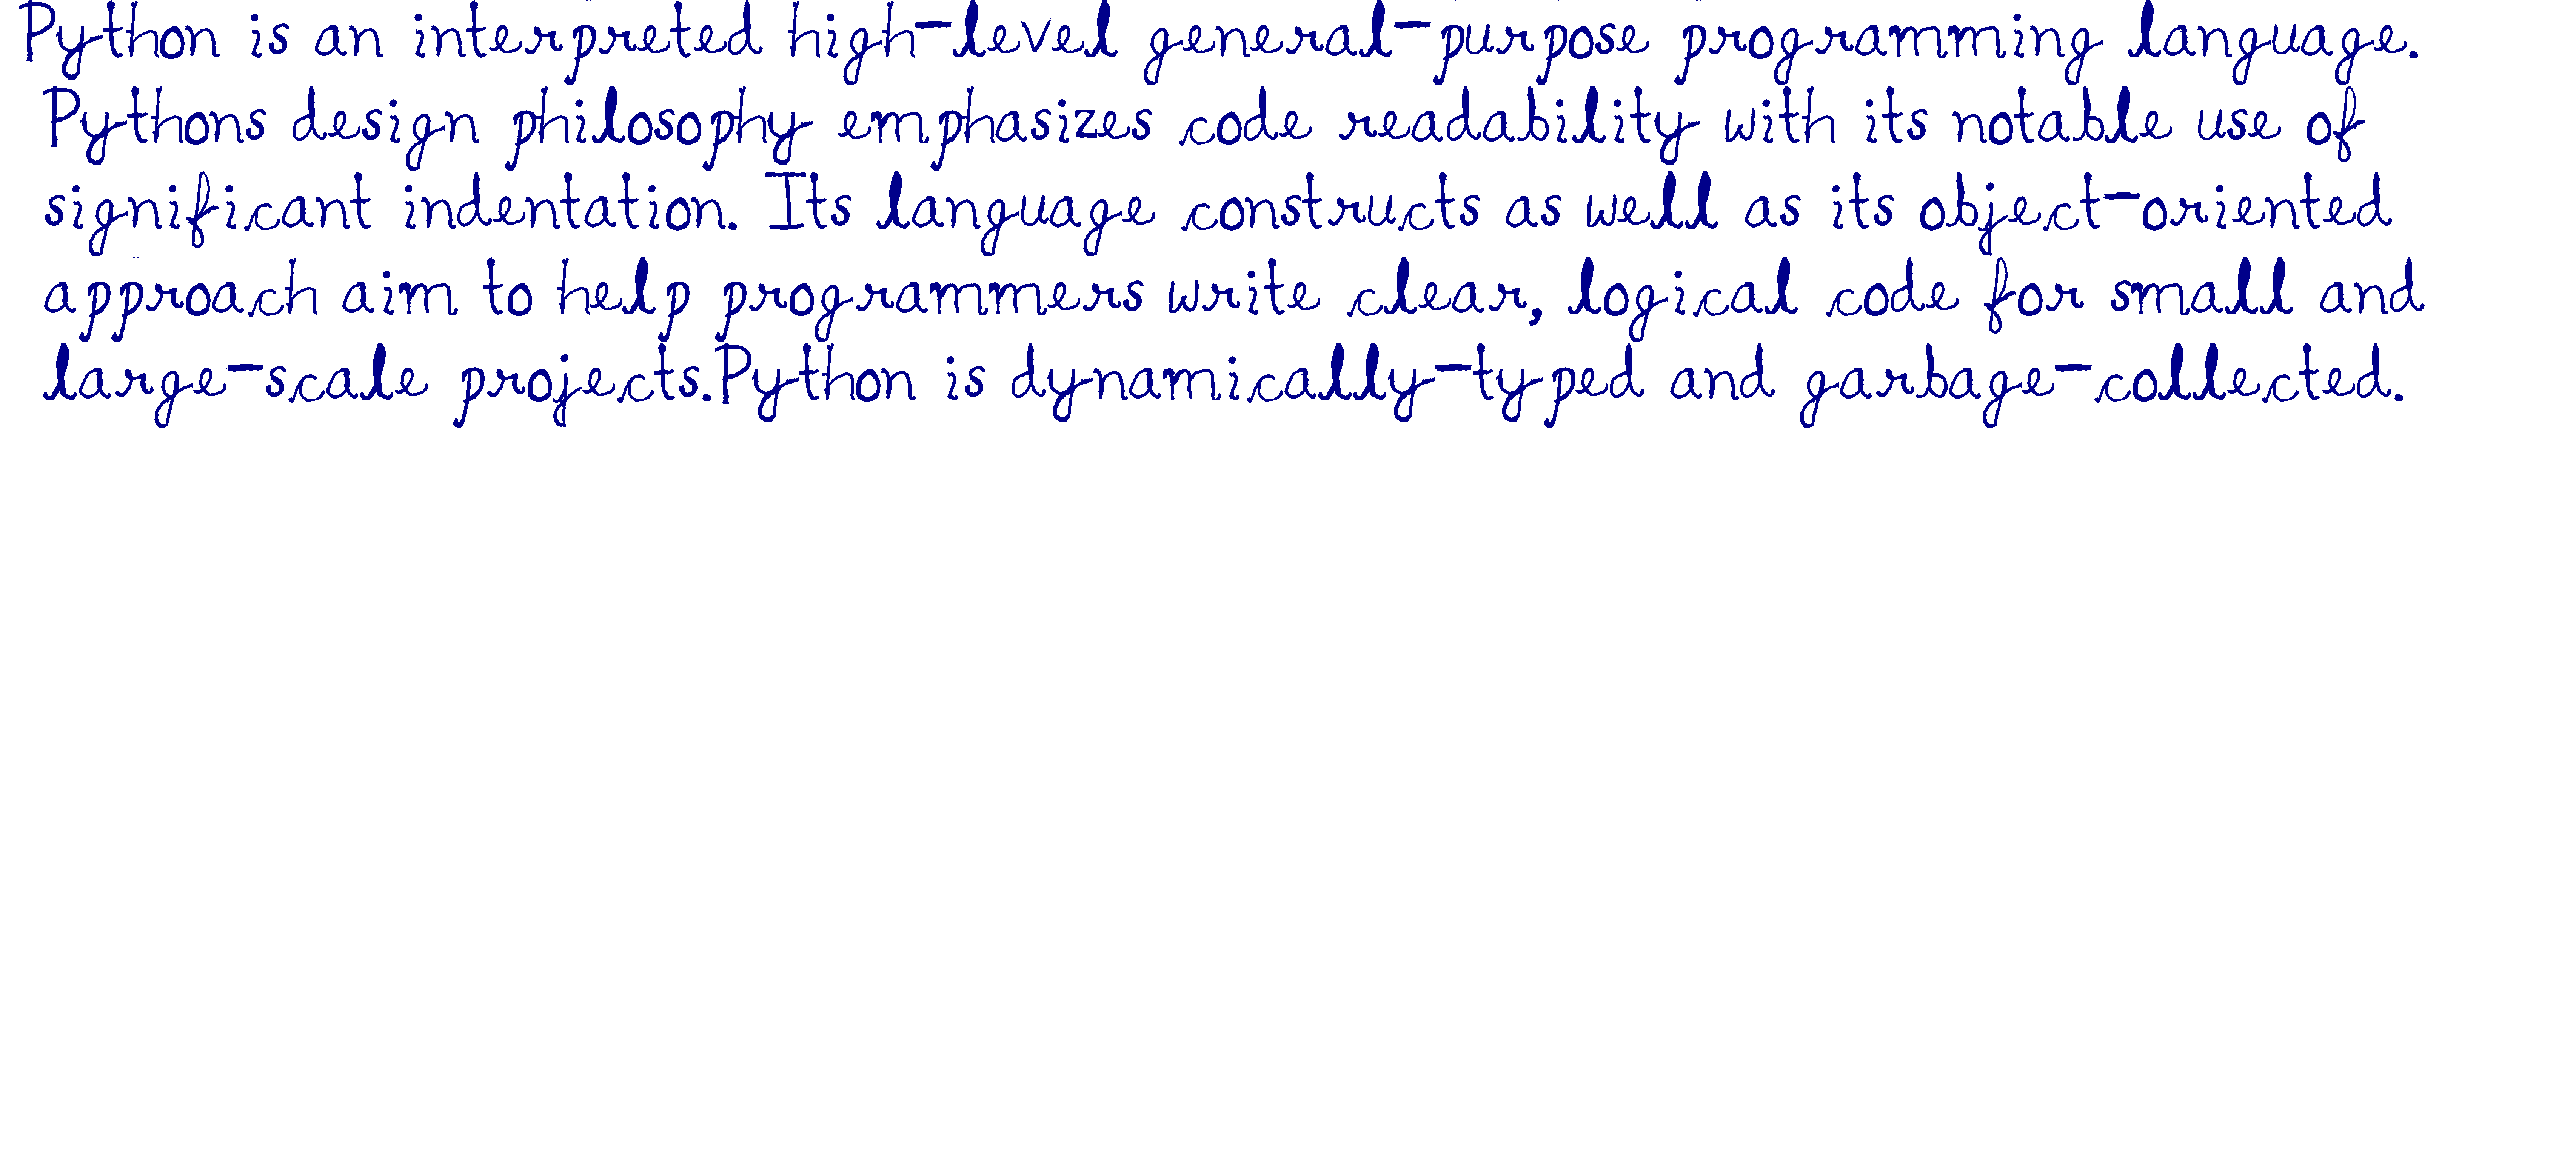 Python is an interpreted high-level general-purpose programming language.
Pythons design philosophy emphasizes code readability with its notable use of
significant indentation. Its language constructs as well as its object-oriented
approach aim to help programmers write clear, logical code for small and
large-scale projects.Python is dynamically-typed and garbage-collected.